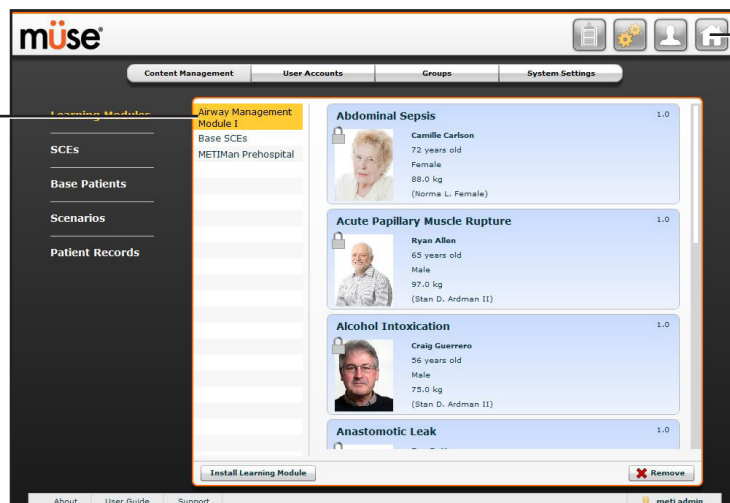 müse
Content Management User Accounts Groups System Settings
Learning Modules
SCEs
Base Patients
Scenarios
Patient Records
Airway Management
Module I
Base SCEs
METIMan Prehospital
Abdominal Sepsis 1.0
Camille Carlson
72 years old
Female
88.0 kg
(Norma L. Female)
Acute Papillary Muscle Rupture 1.0
Ryan Allen
65 years old
Male
97.0 kg
(Stan D. Ardman II)
Alcohol Intoxication 1.0
Craig Guerrero
56 years old
Male
75.0 kg
(Stan D. Ardman II)
Anastomotic Leak 1.0
Install Learning Module Remove
About User Guide Support meti admin